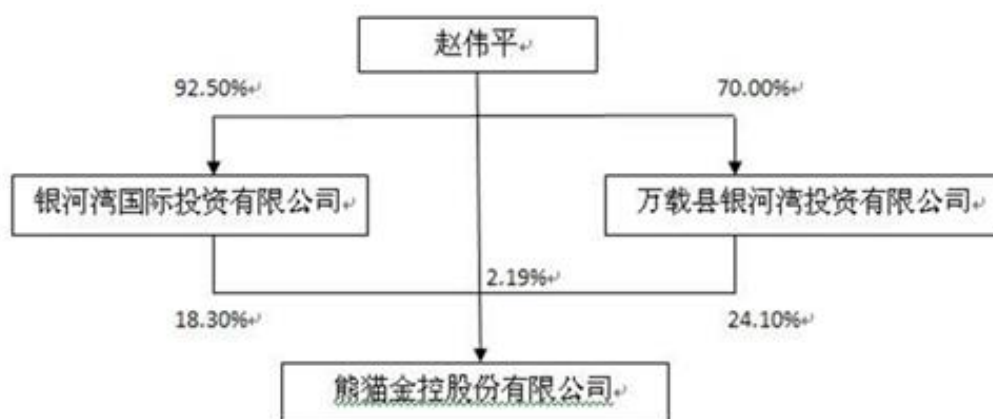 赵伟平
92.50%
70.00%
银河湾国际投资有限公司
万载县银河湾投资有限公司
2.19%
18.30%
24.10%
熊猫金控股份有限公司